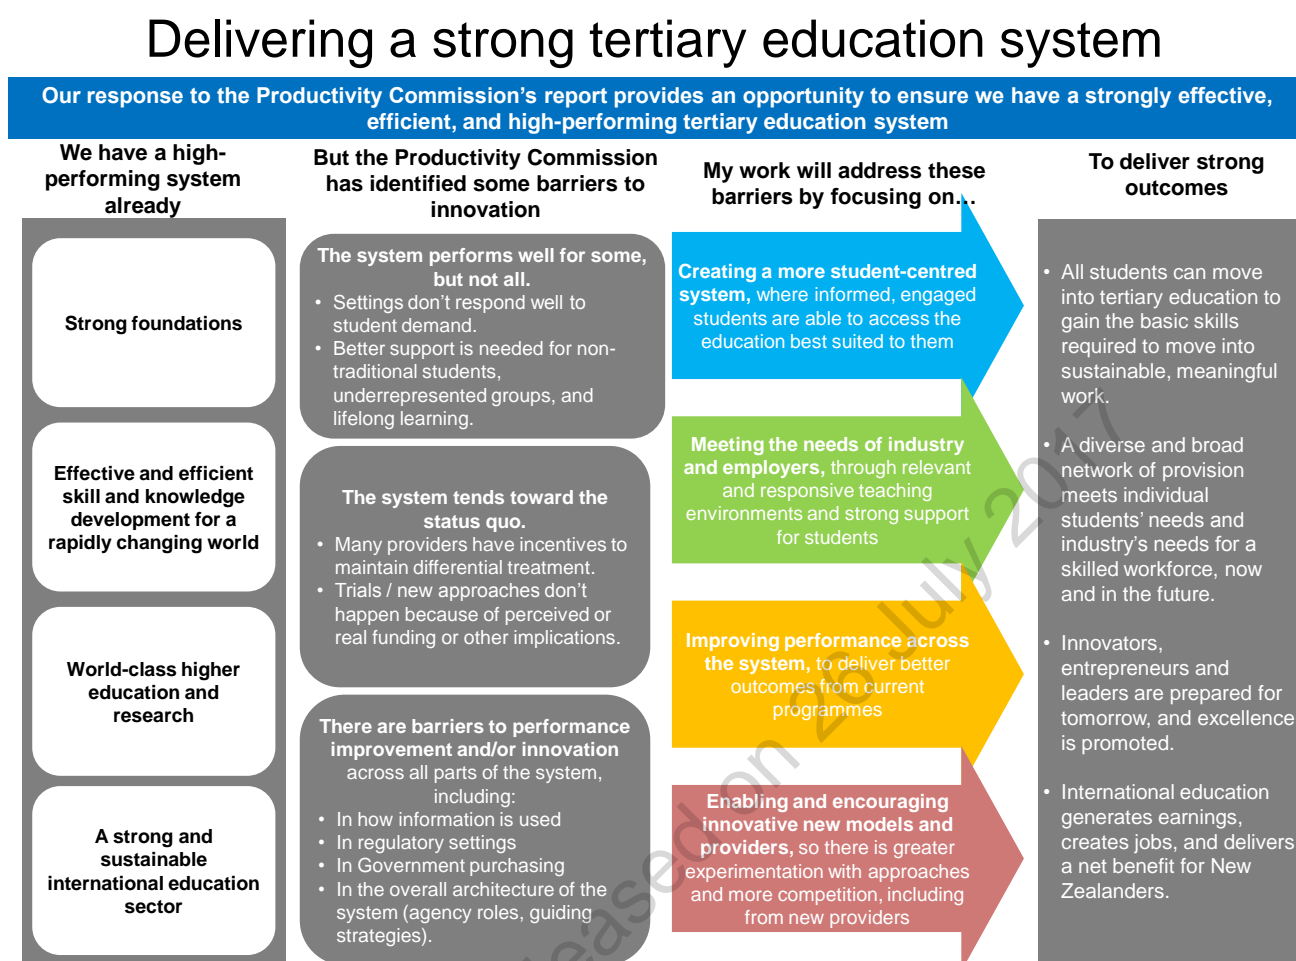 Delivering a strong tertiary education system
Our response to the Productivity Commission's report provides an opportunity to ensure we have a strongly effective,
efficient, and high-performing tertiary education system
We have a high-
performing system
already
Strong foundations
Effective and efficient
skill and knowledge
development for a
rapidly changing world
World-class higher
education and
research
A strong and
sustainable
international education
sector
But the Productivity Commission
has identified some barriers to
innovation
The system performs well for some,
but not all.
• Settings don't respond well to
student demand.
• Better support is needed for non-
traditional students,
underrepresented groups, and
lifelong learning.
The system tends toward the
status quo.
• Many providers have incentives to
maintain differential treatment.
• Trials / new approaches don't
happen because of perceived or
real funding or other implications.
There are barriers to performance
improvement and/or innovation
across all parts of the system,
including:
• In how information is used
• In regulatory settings
• In Government purchasing
• In the overall architecture of the
system (agency roles, guiding
strategies).
My work will address these
barriers by focusing on…
Creating a more student-centred
system, where informed, engaged
students are able to access the
education best suited to them
Meeting the needs of industry
and employers, through relevant
and responsive teaching
environments and strong support
for students
Improving performance across
the system, to deliver better
outcomes from current
programmes
Enabling and encouraging
innovative new models and
providers, so there is greater
experimentation with approaches
and more competition, including
from new providers
To deliver strong
outcomes
• All students can move
into tertiary education to
gain the basic skills
required to move into
sustainable, meaningful
work.
• A diverse and broad
network of provision
meets individual
students' needs and
industry's needs for a
skilled workforce, now
and in the future.
• Innovators,
entrepreneurs and
leaders are prepared for
tomorrow, and excellence
is promoted.
• International education
generates earnings,
creates jobs, and delivers
a net benefit for New
Zealanders.
on 26 July 2017